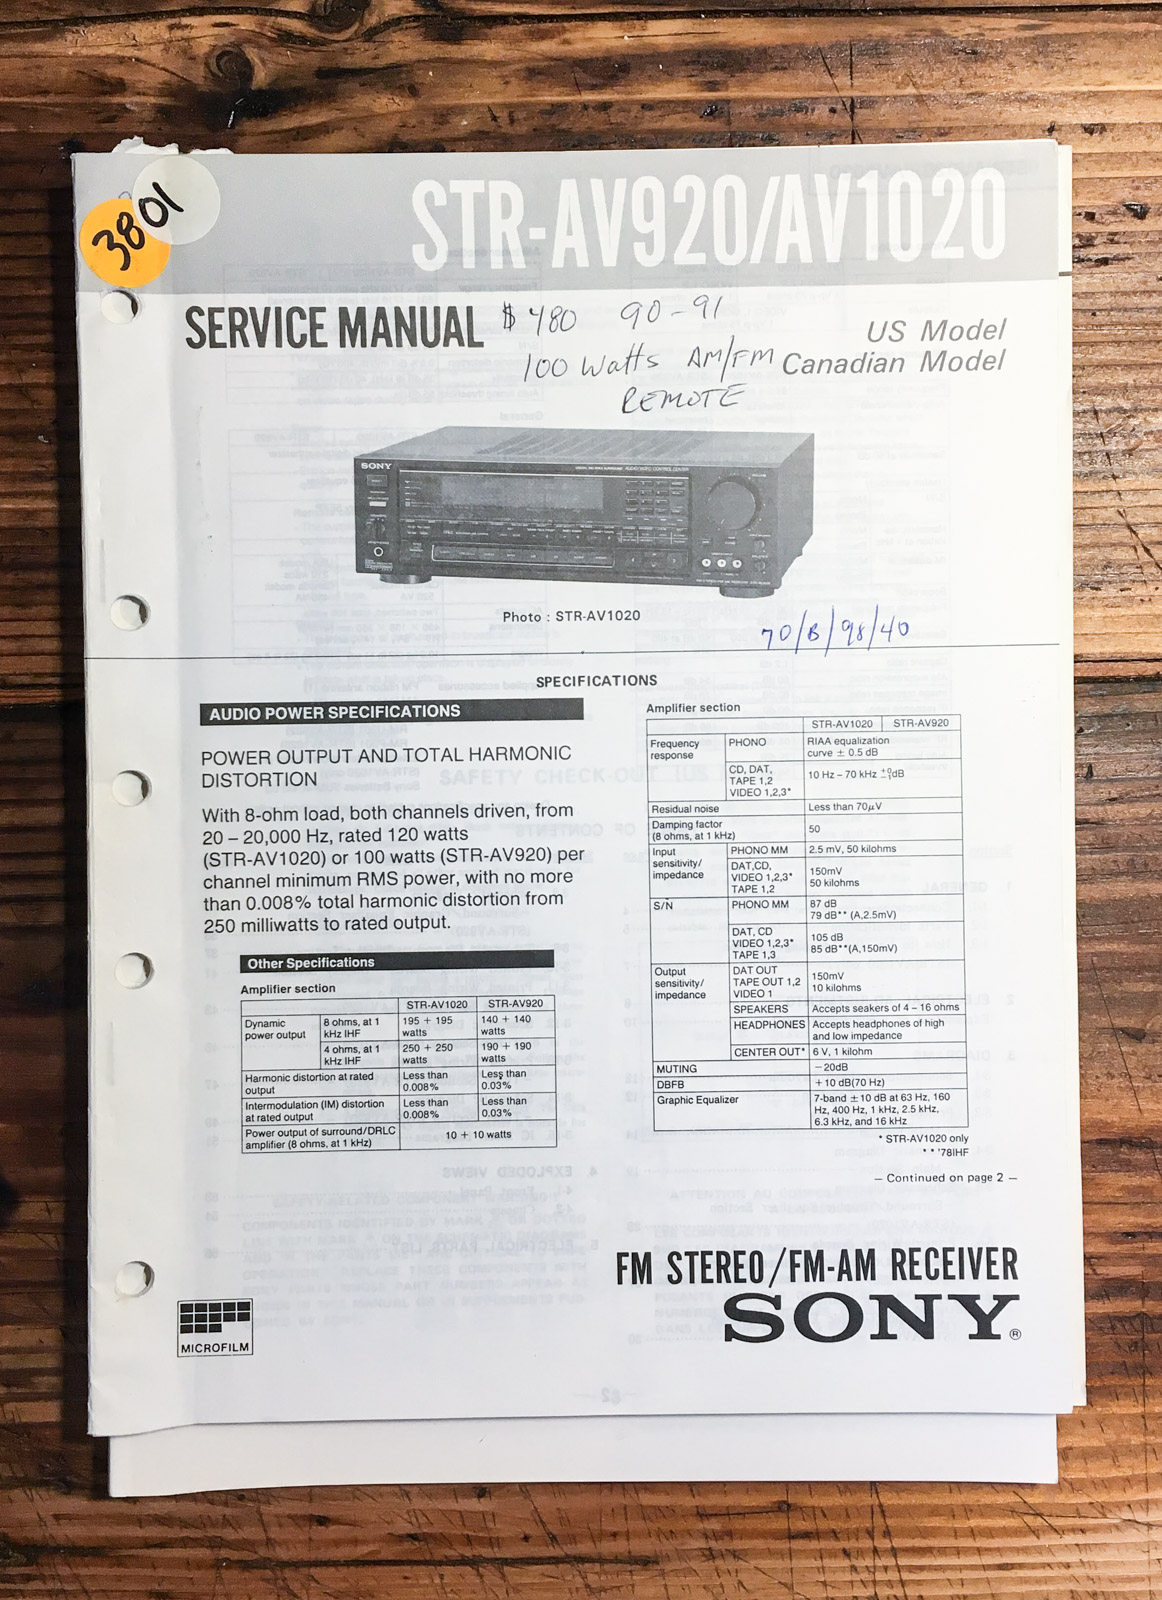 3801
STR-AV920/AV1020
SERVICE MANUAL
$480 90-91
100 Watts AM/FM
REMOTE
US Model
Canadian Model
SONY
Photo : STR-AV1020
70/B/98/40
SPECIFICATIONS
AUDIO POWER SPECIFICATIONS
POWER OUTPUT AND TOTAL HARMONIC
DISTORTION
With 8-ohm load, both channels driven, from
20 – 20,000 Hz, rated 120 watts
(STR-AV1020) or 100 watts (STR-AV920) per
channel minimum RMS power, with no more
than 0.008% total harmonic distortion from
250 milliwatts to rated output.
Other Specifications
Amplifier section
STR-AV1020 STR-AV920
Dynamic power output 8 ohms, at 1 kHz IHF 195 + 195 watts 140 + 140 watts
4 ohms, at 1 kHz IHF 250 + 250 watts 190 + 190 watts
Harmonic distortion at rated output Less than 0.008% Less than 0.03%
Intermodulation (IM) distortion at rated output Less than 0.008% Less than 0.03%
Power output of surround/DRLC amplifier (8 ohms, at 1 kHz) 10 + 10 watts
Amplifier section
STR-AV1020 STR-AV920
Frequency response PHONO RIAA equalization curve ± 0.5 dB
CD, DAT, TAPE 1,2 VIDEO 1,2,3* 10 Hz – 70 kHz +0 -1 dB
Residual noise Less than 70μV
Damping factor (8 ohms, at 1 kHz) 50
Input sensitivity/ impedance PHONO MM 2.5 mV, 50 kilohms
DAT,CD, VIDEO 1,2,3* TAPE 1,2 150mV 50 kilohms
S/N PHONO MM 87 dB 79 dB** (A,2.5mV)
DAT, CD VIDEO 1,2,3* TAPE 1,3 105 dB 85 dB**(A,150mV)
Output sensitivity/ impedance DAT OUT TAPE OUT 1,2 VIDEO 1 150mV 10 kilohms
SPEAKERS Accepts seakers of 4 – 16 ohms
HEADPHONES Accepts headphones of high and low impedance
CENTER OUT* 6 V, 1 kilohm
MUTING −20dB
DBFB +10 dB(70 Hz)
Graphic Equalizer 7-band ± 10 dB at 63 Hz, 160 Hz, 400 Hz, 1 kHz, 2.5 kHz, 6.3 kHz, and 16 kHz
* STR-AV1020 only
**'78IHF
— Continued on page 2 —
FM STEREO/FM-AM RECEIVER
SONY®
MICROFILM